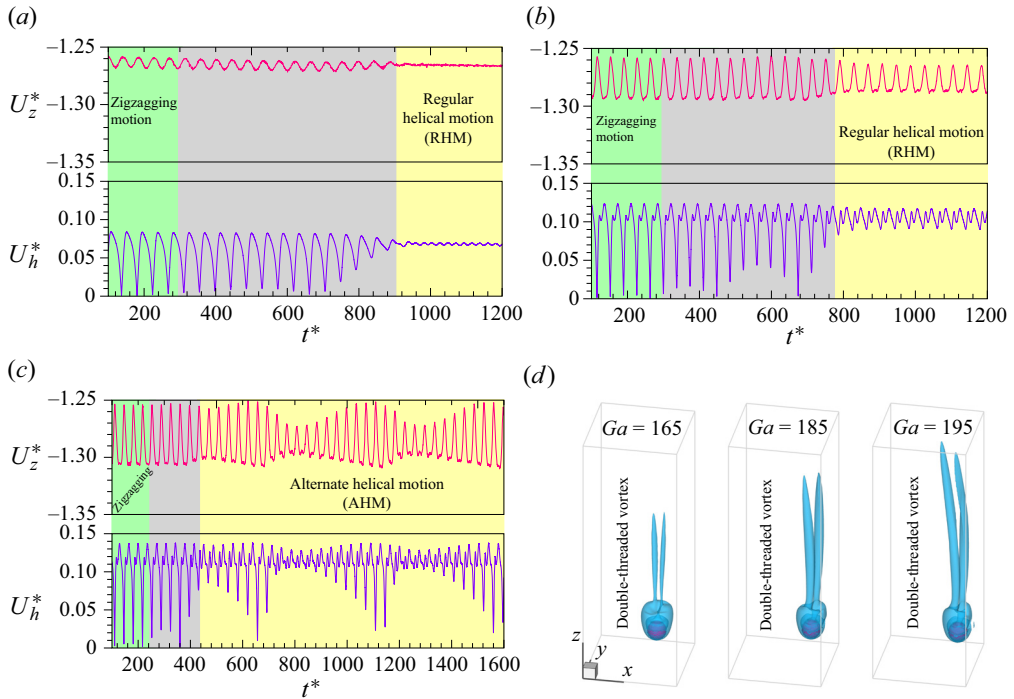 (a)
−1.25
−1.30
−1.35
U*z
Zigzagging
motion
Regular
helical motion
(RHM)
0.15
0.10
0.05
0
U*h
200 400 600 800 1000 1200
t*
(b)
−1.25
−1.30
−1.35
Zigzagging
motion
Regular helical motion
(RHM)
0.15
0.10
0.05
0
200 400 600 800 1000 1200
t*
(c)
−1.25
−1.30
−1.35
U*z
Zigzagging
Alternate helical motion
(AHM)
0.15
0.10
0.05
0
U*h
200 400 600 800 1000 1200 1400 1600
t*
(d)
Ga = 165
Ga = 185
Ga = 195
Double-threaded vortex
Double-threaded vortex
Double-threaded vortex
z
y
x